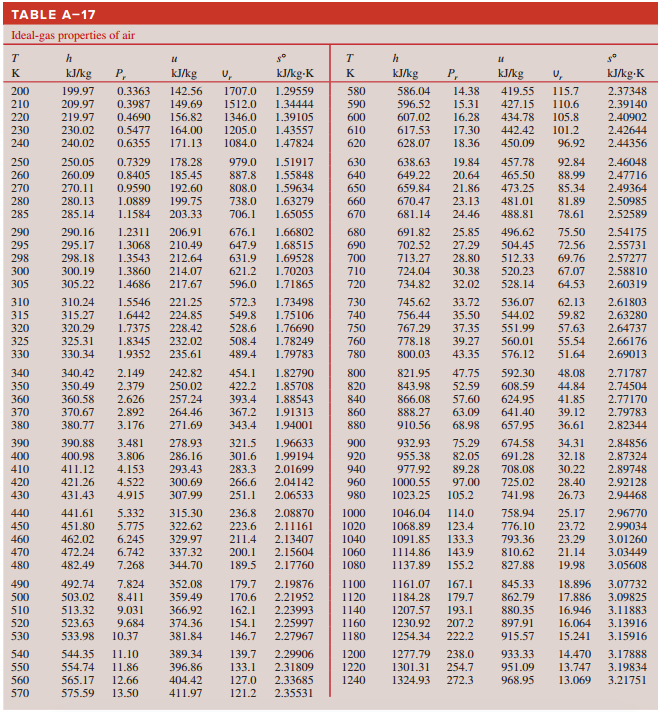 TABLE A–17
Ideal-gas properties of air
T h u s° T h u s°
K kJ/kg Pr kJ/kg υr kJ/kg·K K kJ/kg Pr kJ/kg υr kJ/kg·K
200 199.97 0.3363 142.56 1707.0 1.29559 580 586.04 14.38 419.55 115.7 2.37348
210 209.97 0.3987 149.69 1512.0 1.34444 590 596.52 15.31 427.15 110.6 2.39140
220 219.97 0.4690 156.82 1346.0 1.39105 600 607.02 16.28 434.78 105.8 2.40902
230 230.02 0.5477 164.00 1205.0 1.43557 610 617.53 17.30 442.42 101.2 2.42644
240 240.02 0.6355 171.13 1084.0 1.47824 620 628.07 18.36 450.09 96.92 2.44356
250 250.05 0.7329 178.28 979.0 1.51917 630 638.63 19.84 457.78 92.84 2.46048
260 260.09 0.8405 185.45 887.8 1.55848 640 649.22 20.64 465.50 88.99 2.47716
270 270.11 0.9590 192.60 808.0 1.59634 650 659.84 21.86 473.25 85.34 2.49364
280 280.13 1.0889 199.75 738.0 1.63279 660 670.47 23.13 481.01 81.89 2.50985
285 285.14 1.1584 203.33 706.1 1.65055 670 681.14 24.46 488.81 78.61 2.52589
290 290.16 1.2311 206.91 676.1 1.66802 680 691.82 25.85 496.62 75.50 2.54175
295 295.17 1.3068 210.49 647.9 1.68515 690 702.52 27.29 504.45 72.56 2.55731
298 298.18 1.3543 212.64 631.9 1.69528 700 713.27 28.80 512.33 69.76 2.57277
300 300.19 1.3860 214.07 621.2 1.70203 710 724.04 30.38 520.23 67.07 2.58810
305 305.22 1.4686 217.67 596.0 1.71865 720 734.82 32.02 528.14 64.53 2.60319
310 310.24 1.5546 221.25 572.3 1.73498 730 745.62 33.72 536.07 62.13 2.61803
315 315.27 1.6442 224.85 549.8 1.75106 740 756.44 35.50 544.02 59.82 2.63280
320 320.29 1.7375 228.42 528.6 1.76690 750 767.29 37.35 551.99 57.63 2.64737
325 325.31 1.8345 232.02 508.4 1.78249 760 778.18 39.27 560.01 55.54 2.66176
330 330.34 1.9352 235.61 489.4 1.79783 780 800.03 43.35 576.12 51.64 2.69013
340 340.42 2.149 242.82 454.1 1.82790 800 821.95 47.75 592.30 48.08 2.71787
350 350.49 2.379 250.02 422.2 1.85708 820 843.98 52.59 608.59 44.84 2.74504
360 360.58 2.626 257.24 393.4 1.88543 840 866.08 57.60 624.95 41.85 2.77170
370 370.67 2.892 264.46 367.2 1.91313 860 888.27 63.09 641.40 39.12 2.79783
380 380.77 3.176 271.69 343.4 1.94001 880 910.56 68.98 657.95 36.61 2.82344
390 390.88 3.481 278.93 321.5 1.96633 900 932.93 75.29 674.58 34.31 2.84856
400 400.98 3.806 286.16 301.6 1.99194 920 955.38 82.05 691.28 32.18 2.87324
410 411.12 4.153 293.43 283.3 2.01699 940 977.92 89.28 708.08 30.22 2.89748
420 421.26 4.522 300.69 266.6 2.04142 960 1000.55 97.00 725.02 28.40 2.92128
430 431.43 4.915 307.99 251.1 2.06533 980 1023.25 105.2 741.98 26.73 2.94468
440 441.61 5.332 315.30 236.8 2.08870 1000 1046.04 114.0 758.94 25.17 2.96770
450 451.80 5.775 322.62 223.6 2.11161 1020 1068.89 123.4 776.10 23.72 2.99034
460 462.02 6.245 329.97 211.4 2.13407 1040 1091.85 133.3 793.36 23.29 3.01260
470 472.24 6.742 337.32 200.1 2.15604 1060 1114.86 143.9 810.62 21.14 3.03449
480 482.49 7.268 344.70 189.5 2.17760 1080 1137.89 155.2 827.88 19.98 3.05608
490 492.74 7.824 352.08 179.7 2.19876 1100 1161.07 167.1 845.33 18.896 3.07732
500 503.02 8.411 359.49 170.6 2.21952 1120 1184.28 179.7 862.79 17.886 3.09825
510 513.32 9.031 366.92 162.1 2.23993 1140 1207.57 193.1 880.35 16.946 3.11883
520 523.63 9.684 374.36 154.1 2.25997 1160 1230.92 207.2 897.91 16.064 3.13916
530 533.98 10.37 381.84 146.7 2.27967 1180 1254.34 222.2 915.57 15.241 3.15916
540 544.35 11.10 389.34 139.7 2.29906 1200 1277.79 238.0 933.33 14.470 3.17888
550 554.74 11.86 396.86 133.1 2.31809 1220 1301.31 254.7 951.09 13.747 3.19834
560 565.17 12.66 404.42 127.0 2.33685 1240 1324.93 272.3 968.95 13.069 3.21751
570 575.59 13.50 411.97 121.2 2.35531